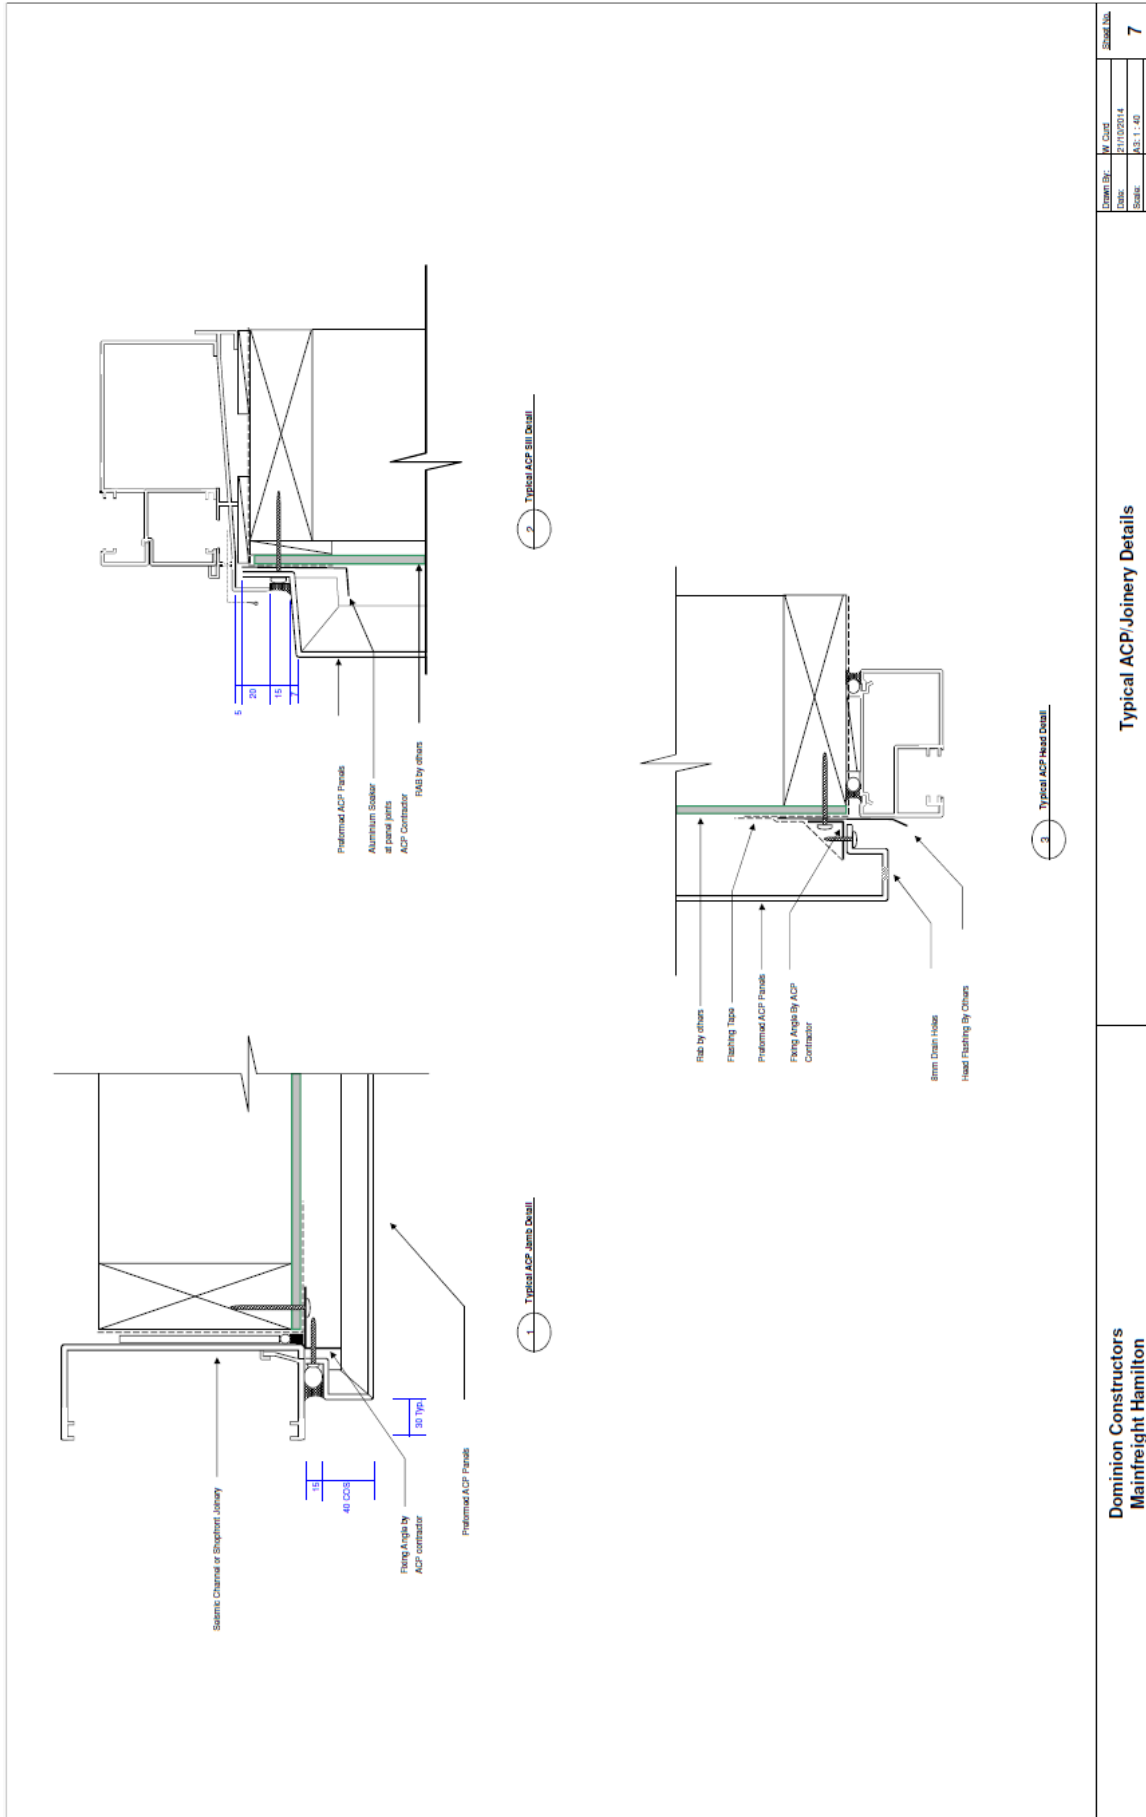 Seismic Channel or Shopfront Joinery
15
40 COS
30 Typ.
Fixing Angle by
ACP contractor
Preformed ACP Panels
1
Typical ACP Jamb Detail
5
20
15
7
Preformed ACP Panels
Aluminium Soaker
at panel joints
ACP Contractor
RAB by others
2
Typical ACP Sill Detail
Rab by others
Flashing Tape
Preformed ACP Panels
Fixing Angle By ACP
Contractor
8mm Drain Holes
Head Flashing By Others
3
Typical ACP Head Detail
Dominion Constructors
Mainfreight Hamilton
Typical ACP/Joinery Details
Drawn By: W. Curd
Date: 21/10/2014
Scale: A3: 1 : 40
Sheet No.
7